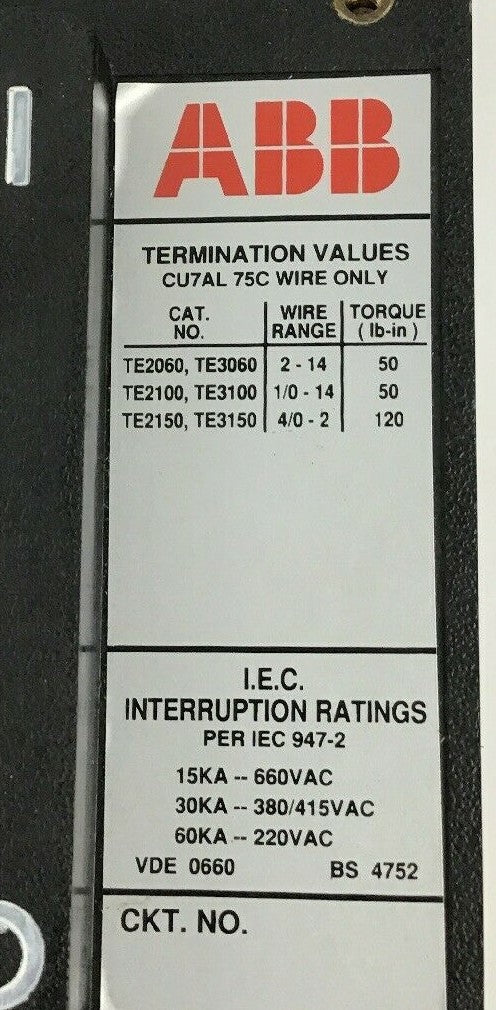 ABB
TERMINATION VALUES
CU7AL 75C WIRE ONLY
CAT. NO. WIRE RANGE TORQUE ( lb-in )
TE2060, TE3060 2 - 14 50
TE2100, TE3100 1/0 - 14 50
TE2150, TE3150 4/0 - 2 120
I.E.C.
INTERRUPTION RATINGS
PER IEC 947-2
15KA -- 660VAC
30KA -- 380/415VAC
60KA -- 220VAC
VDE 0660 BS 4752
CKT. NO.